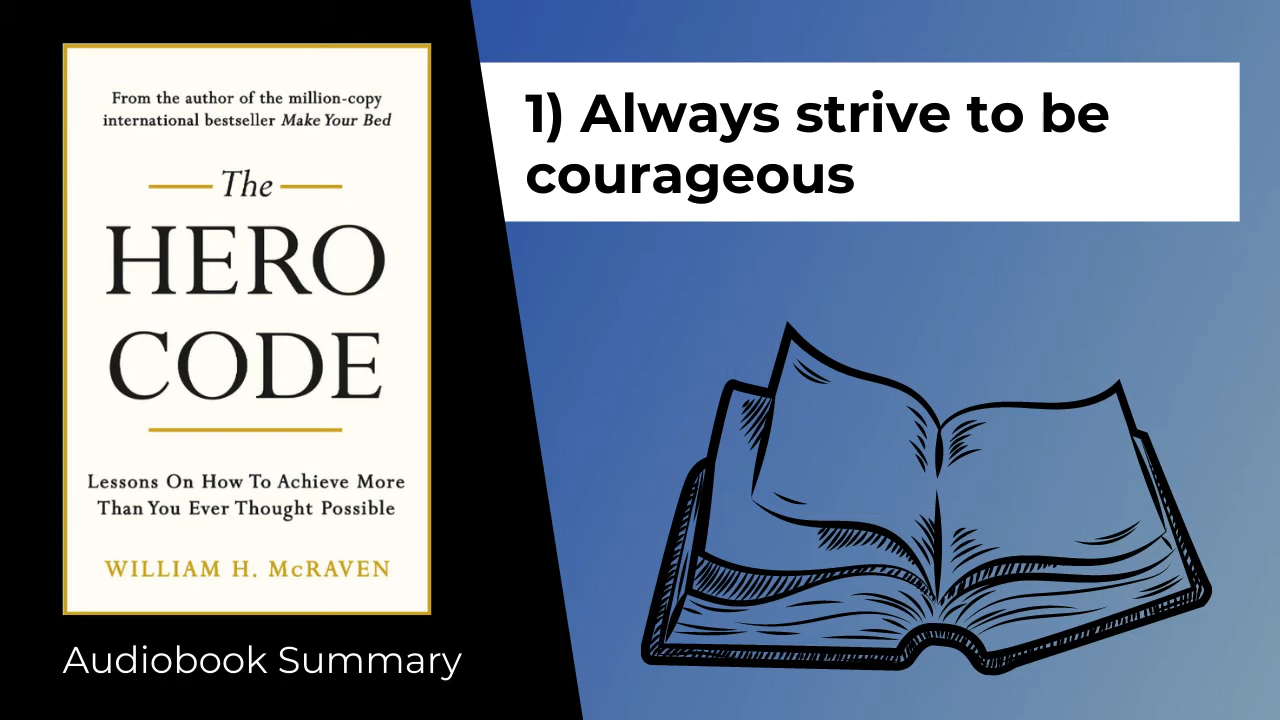 From the author of the million-copy
international bestseller Make Your Bed
The
HERO
CODE
Lessons On How To Achieve More
Than You Ever Thought Possible
WILLIAM H. McRAVEN
Audiobook Summary
1) Always strive to be
courageous